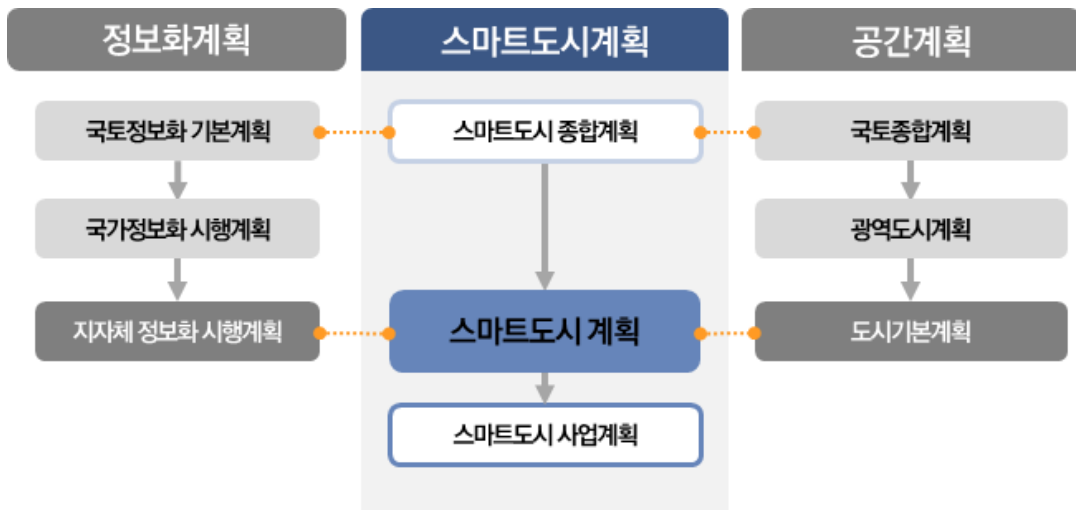 정보화계획
스마트도시계획
공간계획
국토정보화 기본계획
스마트도시 종합계획
국토종합계획
국가정보화 시행계획
광역도시계획
지자체 정보화 시행계획
스마트도시 계획
도시기본계획
스마트도시 사업계획